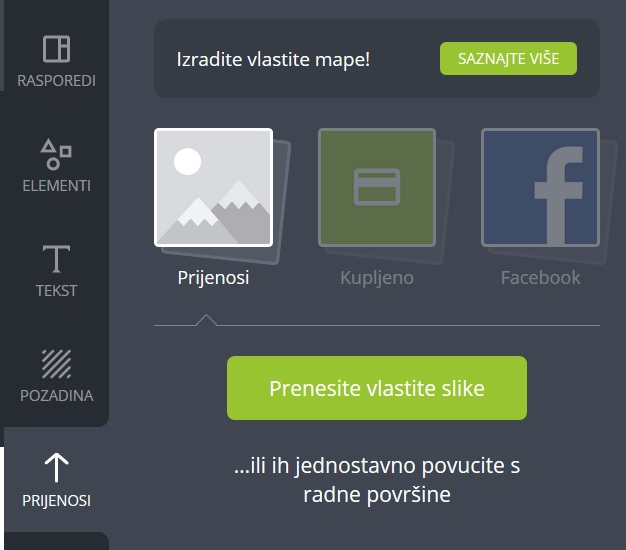 RASPOREDI
ELEMENTI
TEKST
POZADINA
PRIJENOSI
Izradite vlastite mape!
SAZNAJTE VIŠE
Prijenosi
Kupljeno
Facebook
Prenesite vlastite slike
...ili ih jednostavno povucite s
radne površine